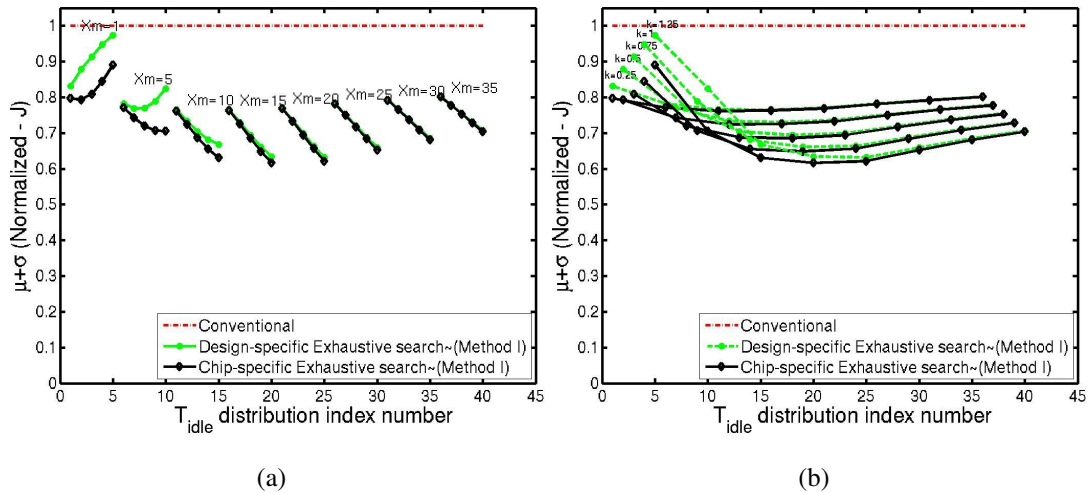 1
0.9
0.8
0.7
0.6
0.5
0.4
0.3
0.2
0.1
0
μ+σ (Normalized - J)
Xm=1
Xm=5
Xm=10
Xm=15
Xm=20
Xm=25
Xm=30
Xm=35
Conventional
Design-specific Exhaustive search~(Method I)
Chip-specific Exhaustive search~(Method I)
0 5 10 15 20 25 30 35 40 45
T_idle distribution index number
(a)
1
0.9
0.8
0.7
0.6
0.5
0.4
0.3
0.2
0.1
0
μ+σ (Normalized - J)
k=1.25
k=1
k=0.75
k=0.5
k=0.25
Conventional
Design-specific Exhaustive search~(Method I)
Chip-specific Exhaustive search~(Method I)
0 5 10 15 20 25 30 35 40 45
T_idle distribution index number
(b)